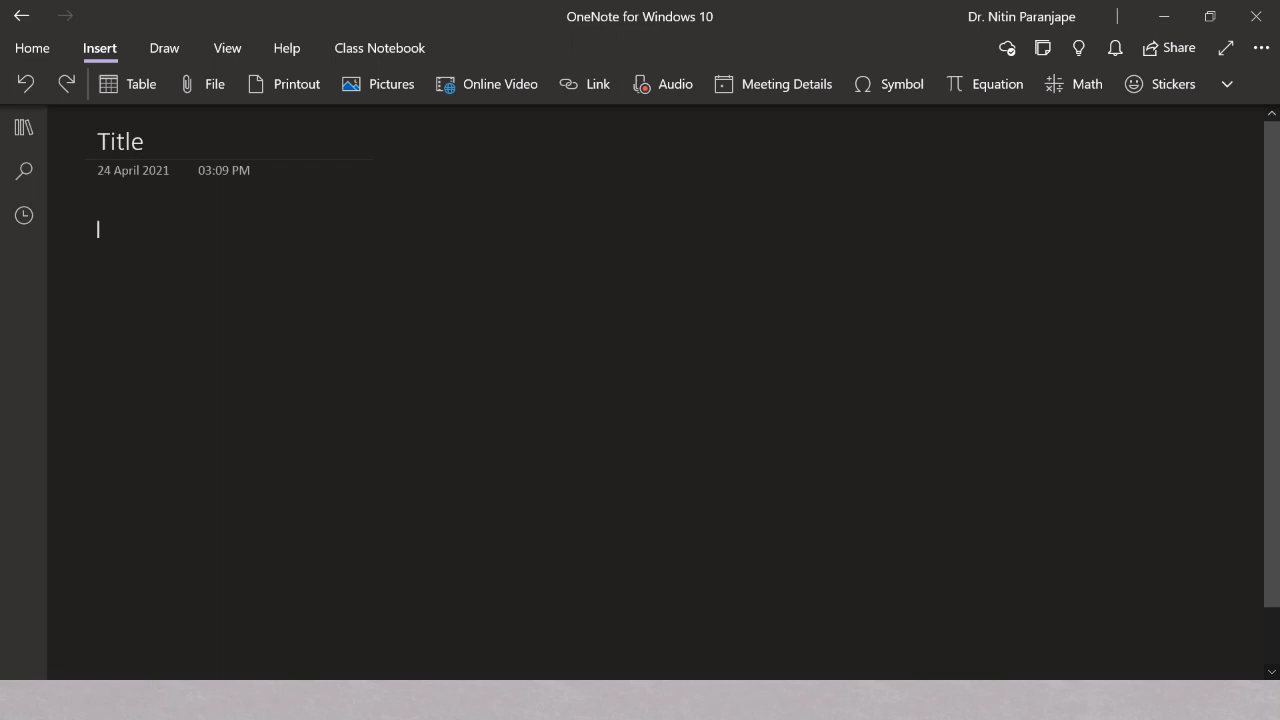 OneNote for Windows 10
Dr. Nitin Paranjape
Home Insert Draw View Help Class Notebook
Share
Table File Printout Pictures Online Video Link Audio Meeting Details Symbol Equation Math Stickers
Title
24 April 2021 03:09 PM